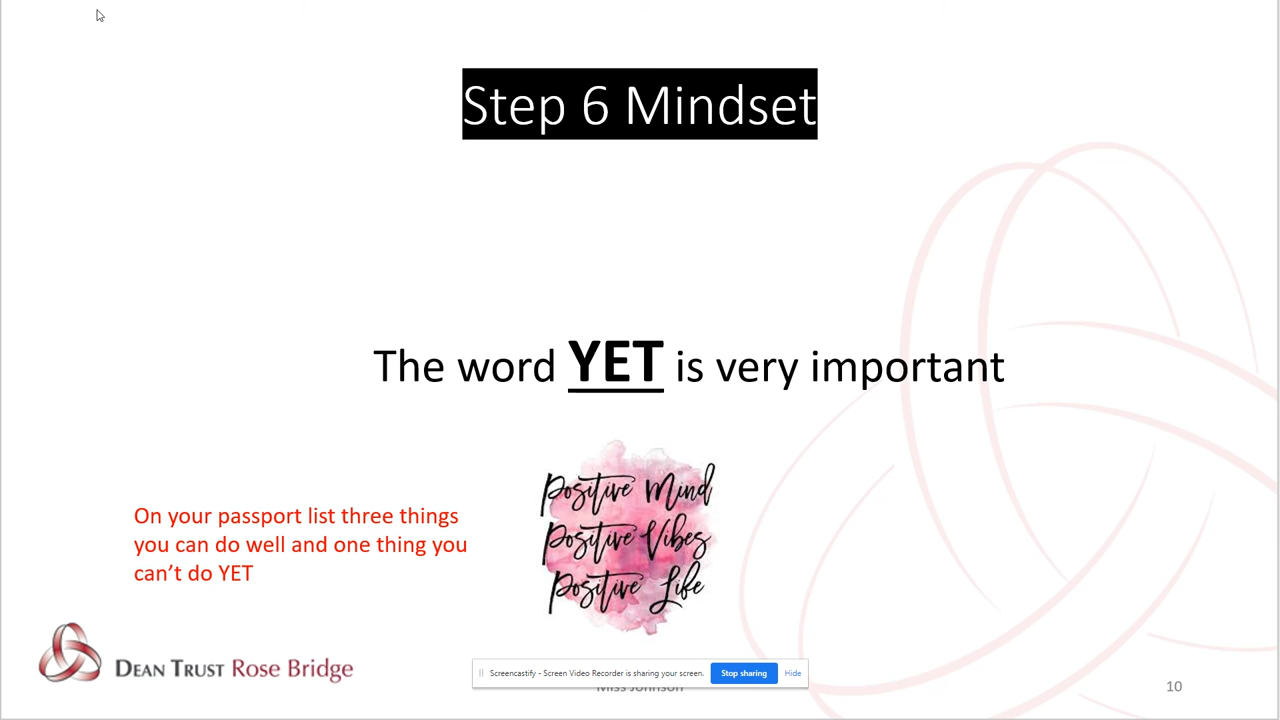 Step 6 Mindset
The word YET is very important
Positive Mind
Positive Vibes
Positive Life
On your passport list three things
you can do well and one thing you
can't do YET
DEAN TRUST Rose Bridge
Screencastify - Screen Video Recorder is sharing your screen. Stop sharing Hide
Miss Johnson
10